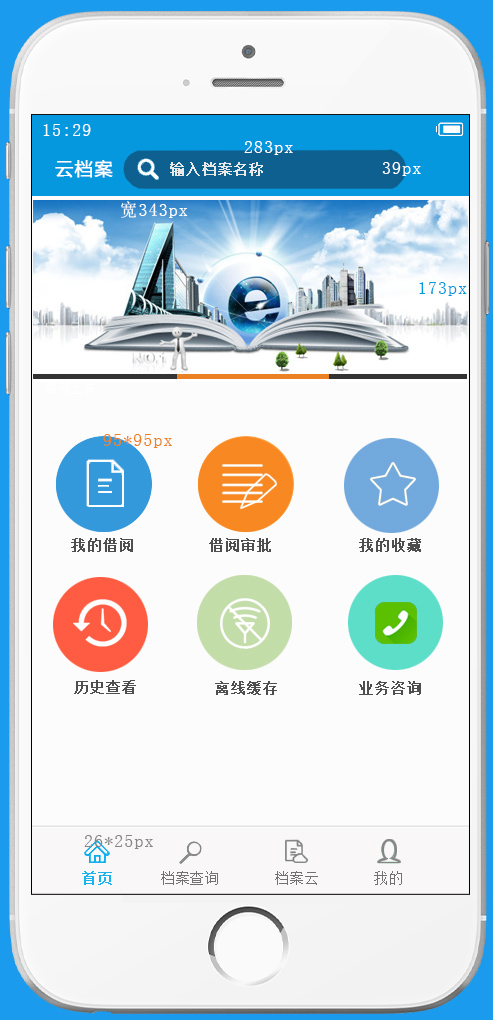 15:29
283px
云档案
输入档案名称
39px
宽343px
173px
e
NO.1
95*95px
我的借阅
借阅审批
我的收藏
历史查看
离线缓存
业务咨询
26*25px
首页
档案查询
档案云
我的